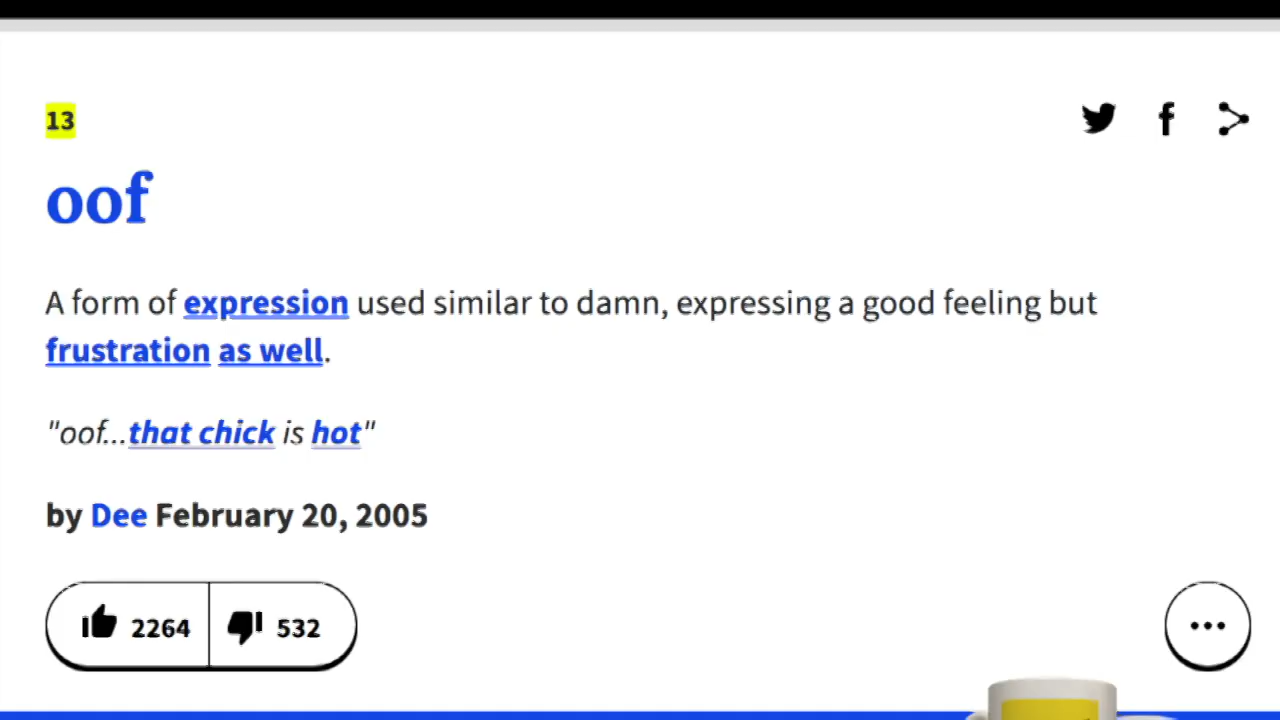 13
oof
A form of expression used similar to damn, expressing a good feeling but
frustration as well.
"oof...that chick is hot"
by Dee February 20, 2005
2264 532